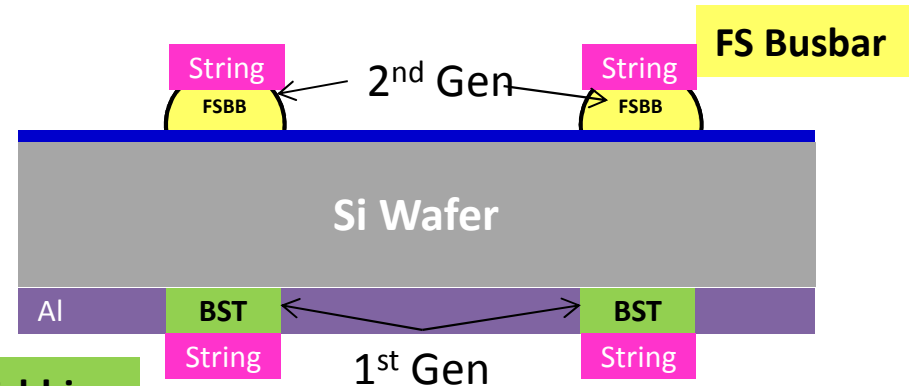 FS Busbar
String
String
2nd Gen
FSBB
FSBB
Si Wafer
Al
BST
BST
String
String
1st Gen